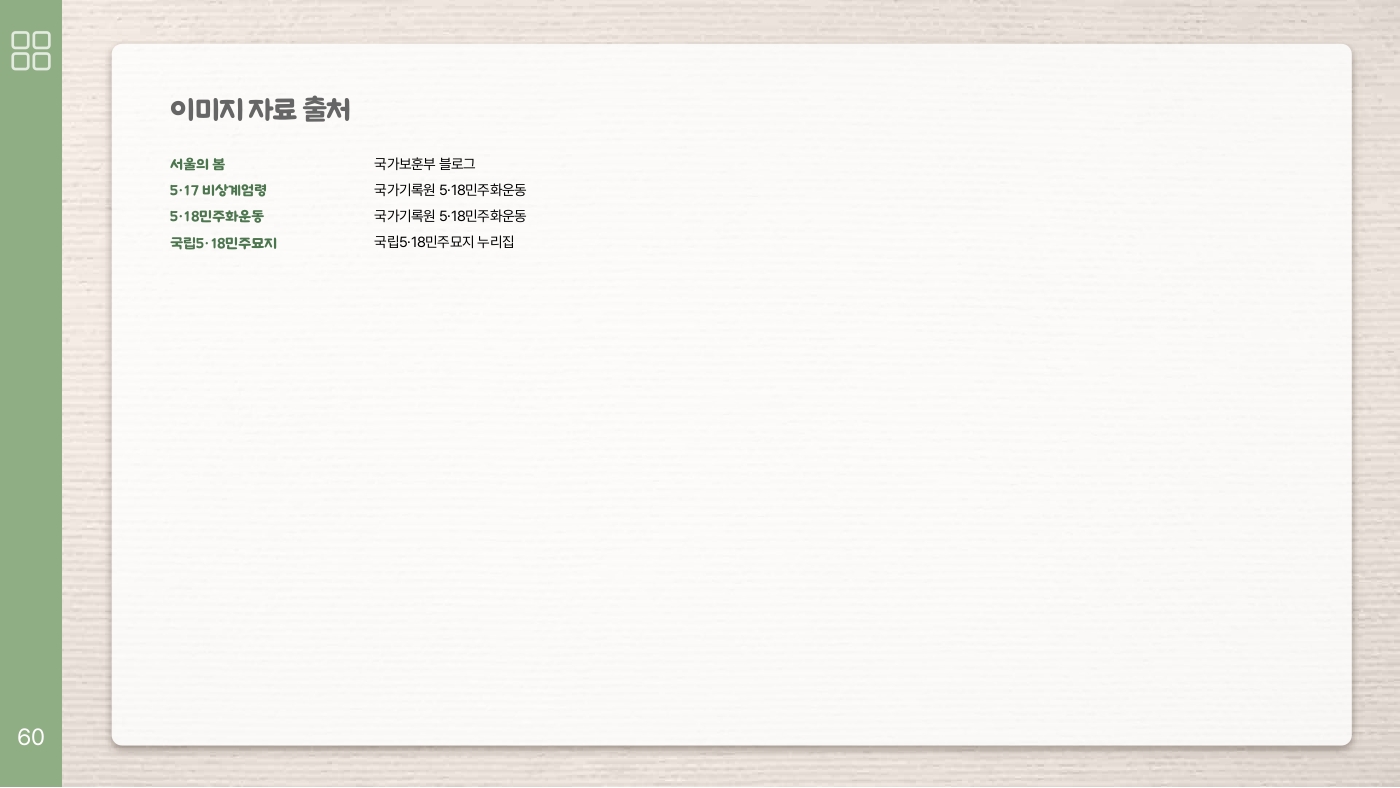 이미지 자료 출처
서울의 봄 국가보훈부 블로그
5·17 비상계엄령 국가기록원 5·18민주화운동
5·18민주화운동 국가기록원 5·18민주화운동
국립5·18민주묘지 국립5·18민주묘지 누리집
60